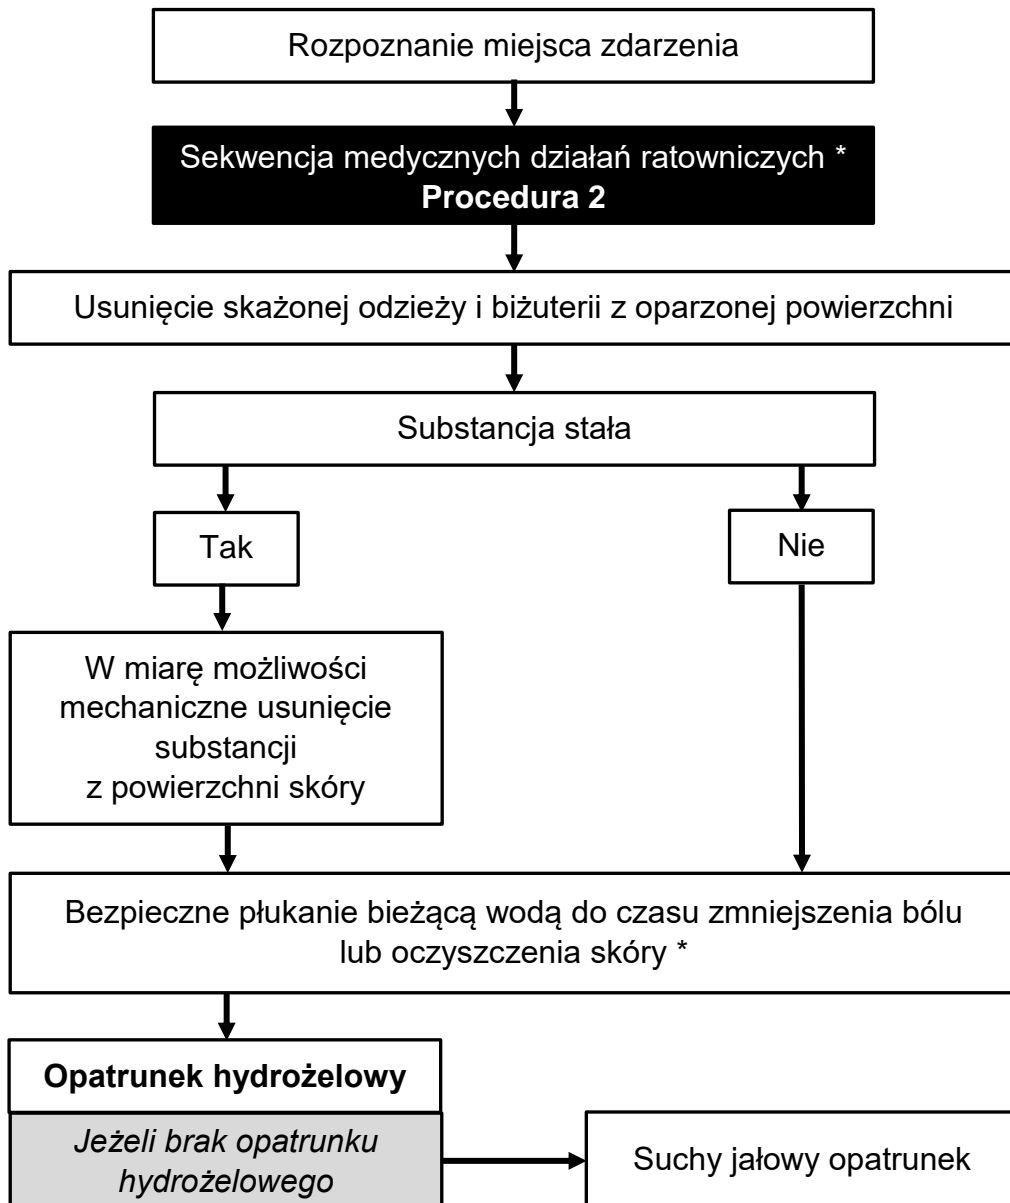 Rozpoznanie miejsca zdarzenia
Sekwencja medycznych działań ratowniczych *
Procedura 2
Usunięcie skażonej odzieży i biżuterii z oparzonej powierzchni
Substancja stała
Tak
Nie
W miarę możliwości
mechaniczne usunięcie
substancji
z powierzchni skóry
Bezpieczne płukanie bieżącą wodą do czasu zmniejszenia bólu
lub oczyszczenia skóry *
Opatrunek hydrożelowy
Jeżeli brak opatrunku
hydrożelowego
Suchy jałowy opatrunek